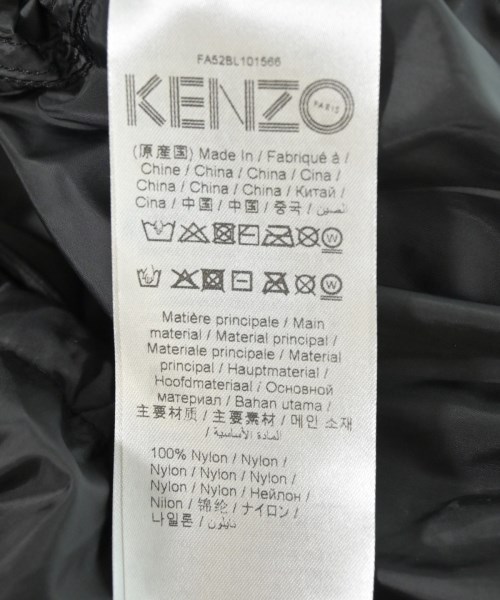 FA52BL101566
KENZO
PARIS
(原産国) Made In / Fabriqué à /
Chine / China / China / Cina /
China / China / China / Китай /
Cina / 中国 / 中国 / 중국 / الصين
W
W
Matière principale / Main
material / Material principal /
Materiale principale / Material
principal / Hauptmaterial /
Hoofdmateriaal / Основной
материал / Bahan utama /
主要材质 / 主要素材 / 메인 소재
/ المادة الأساسية /
100% Nylon / Nylon /
Nylon / Nylon / Nylon /
Nylon / Nylon / Нейлон /
Nilon / 锦纶 / ナイロン /
나일론 / نايلون